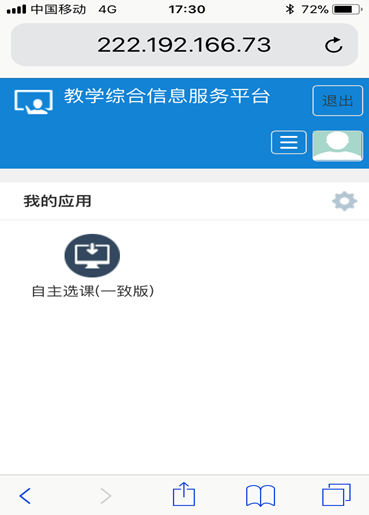 中国移动 4G 17:30 72%
222.192.166.73
教学综合信息服务平台 退出
我的应用
自主选课(一致版)